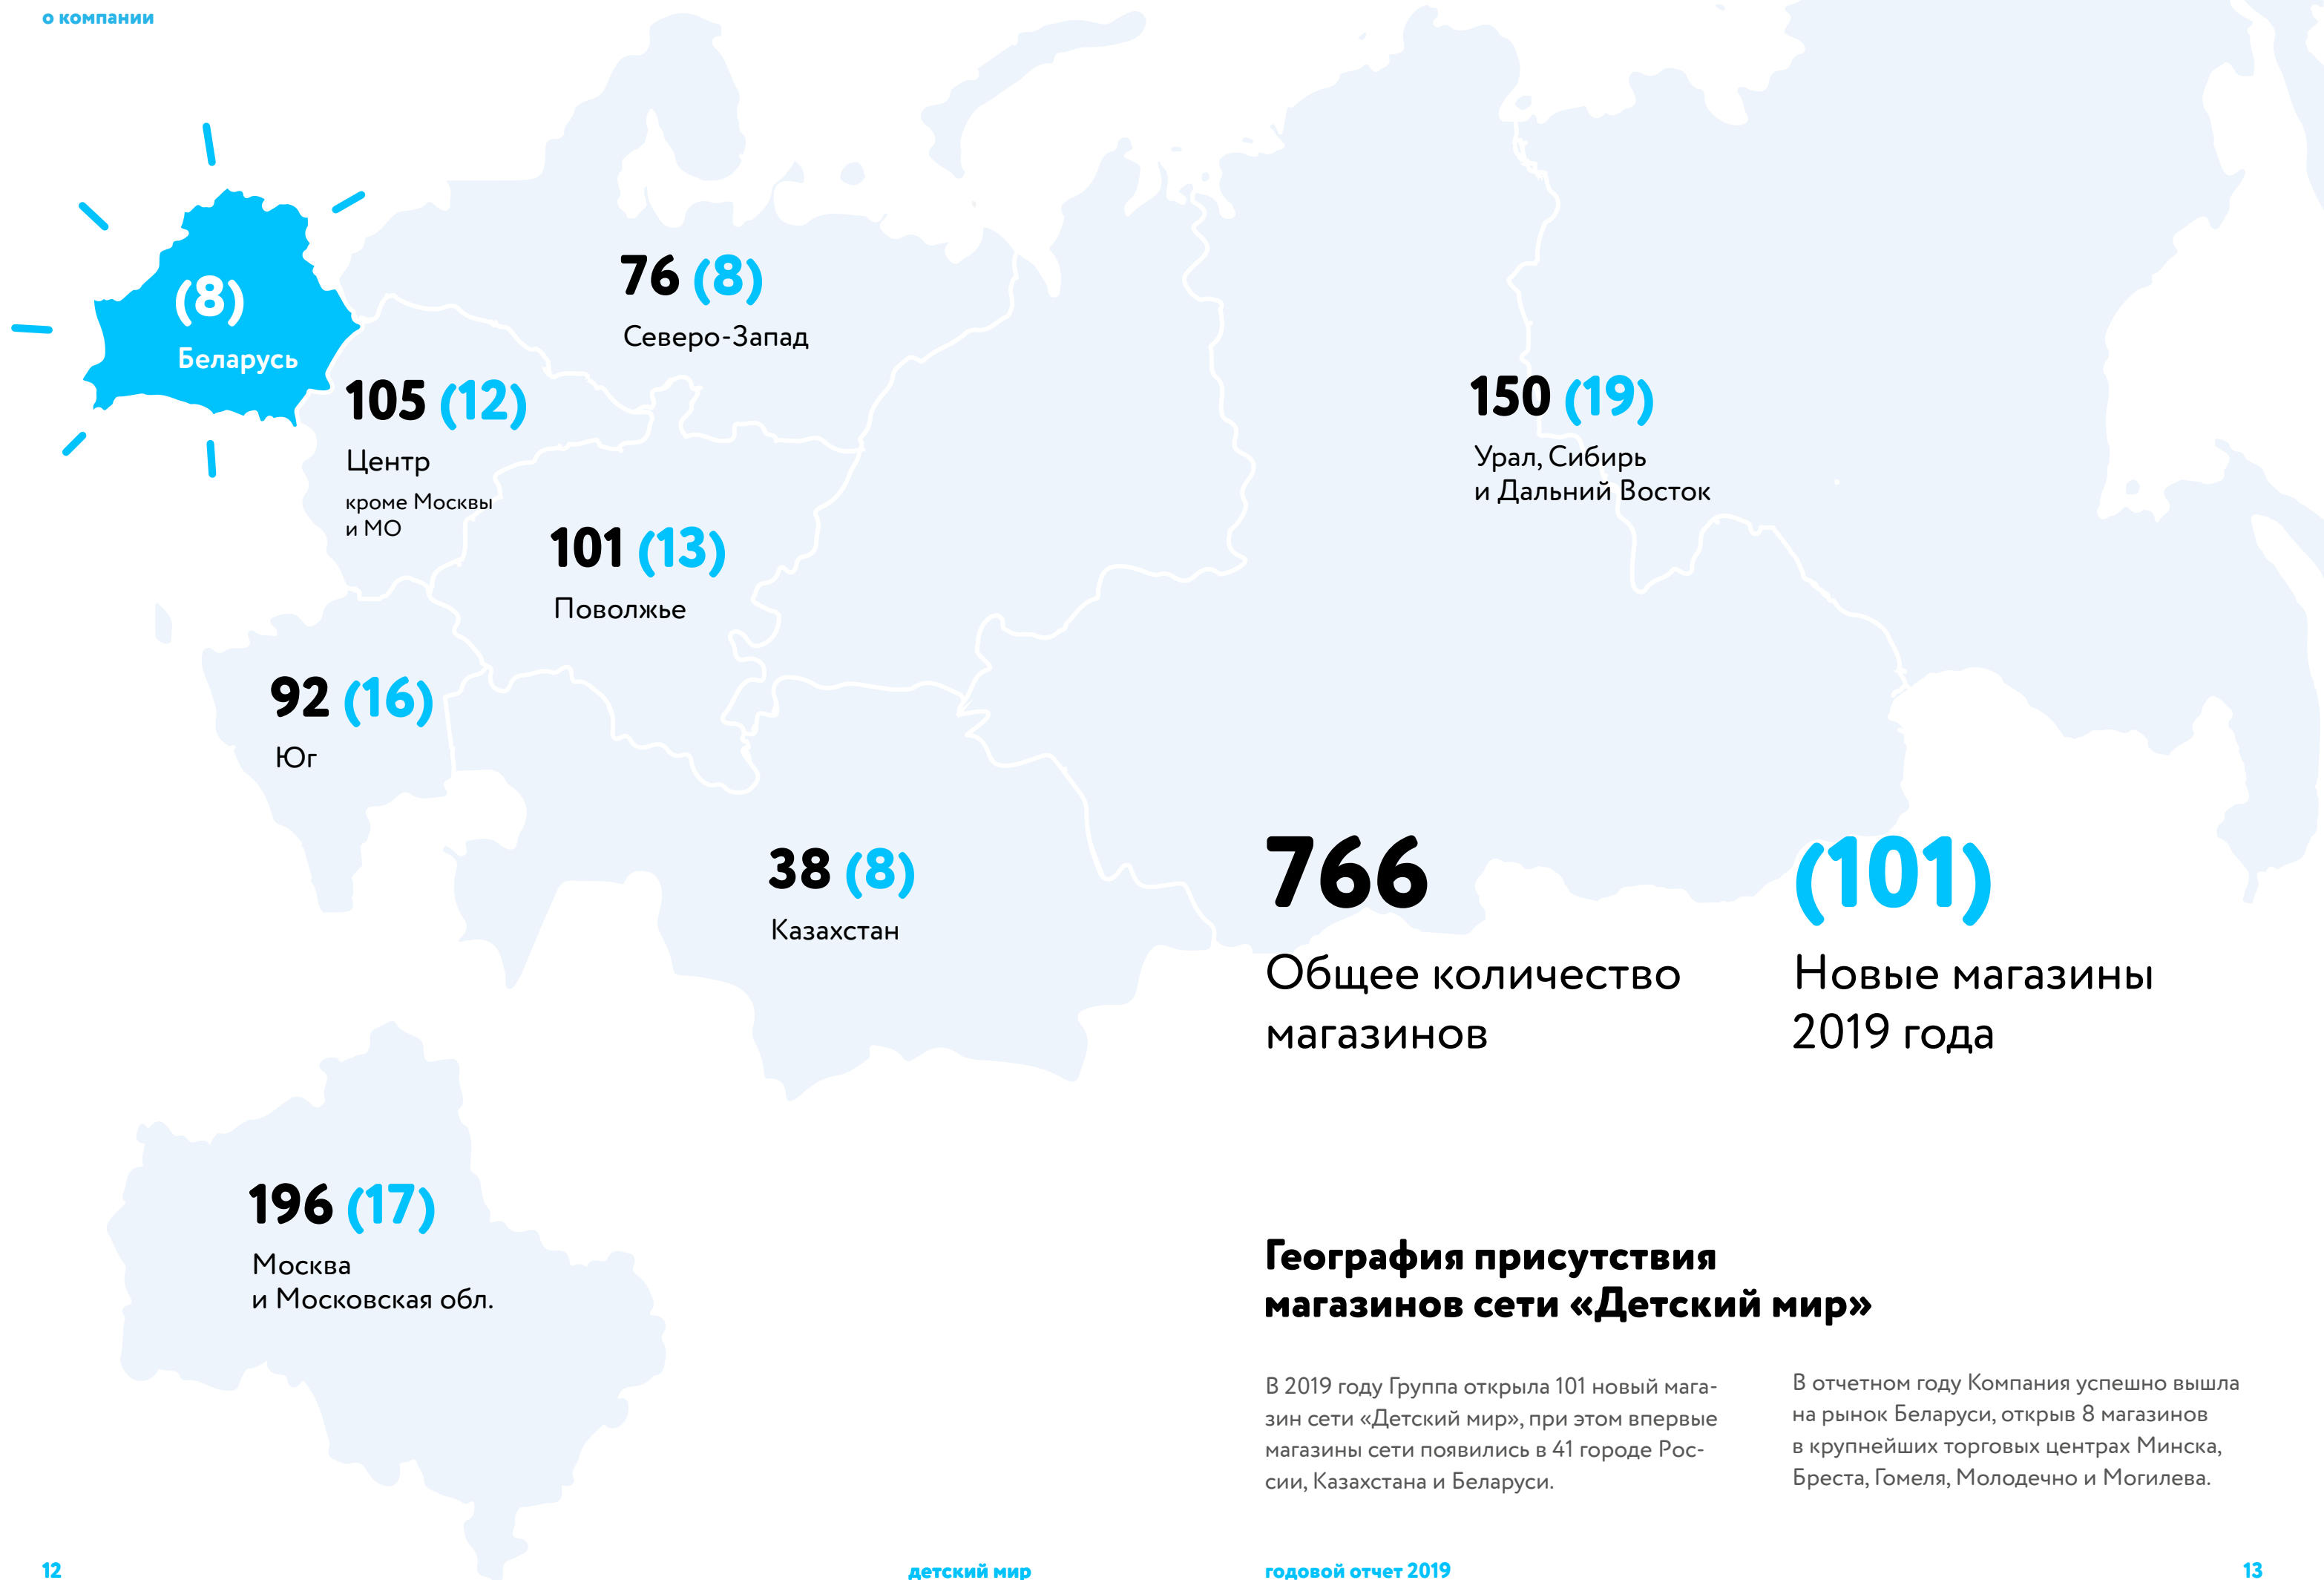 о компании
(8)
Беларусь
76 (8)
Северо-Запад
105 (12)
Центр
кроме Москвы
и МО
150 (19)
Урал, Сибирь
и Дальний Восток
101 (13)
Поволжье
92 (16)
Юг
38 (8)
Казахстан
766
Общее количество
магазинов
(101)
Новые магазины
2019 года
196 (17)
Москва
и Московская обл.
География присутствия
магазинов сети «Детский мир»
В 2019 году Группа открыла 101 новый мага-
зин сети «Детский мир», при этом впервые
магазины сети появились в 41 городе Рос-
сии, Казахстана и Беларуси.
В отчетном году Компания успешно вышла
на рынок Беларуси, открыв 8 магазинов
в крупнейших торговых центрах Минска,
Бреста, Гомеля, Молодечно и Могилева.
12
детский мир
годовой отчет 2019
13